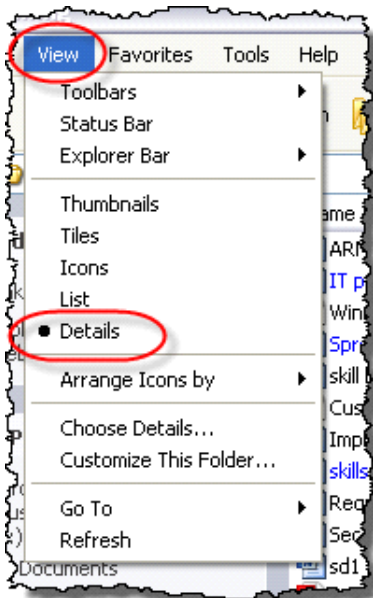 View Favorites Tools Help
Toolbars
Status Bar
Explorer Bar
Thumbnails
Tiles
Icons
List
Details
Arrange Icons by
Choose Details...
Customize This Folder...
Go To
Refresh
IT p
Win
Spr
skill
Cus
Imp
skills
Req
Sec
sd1
Documents